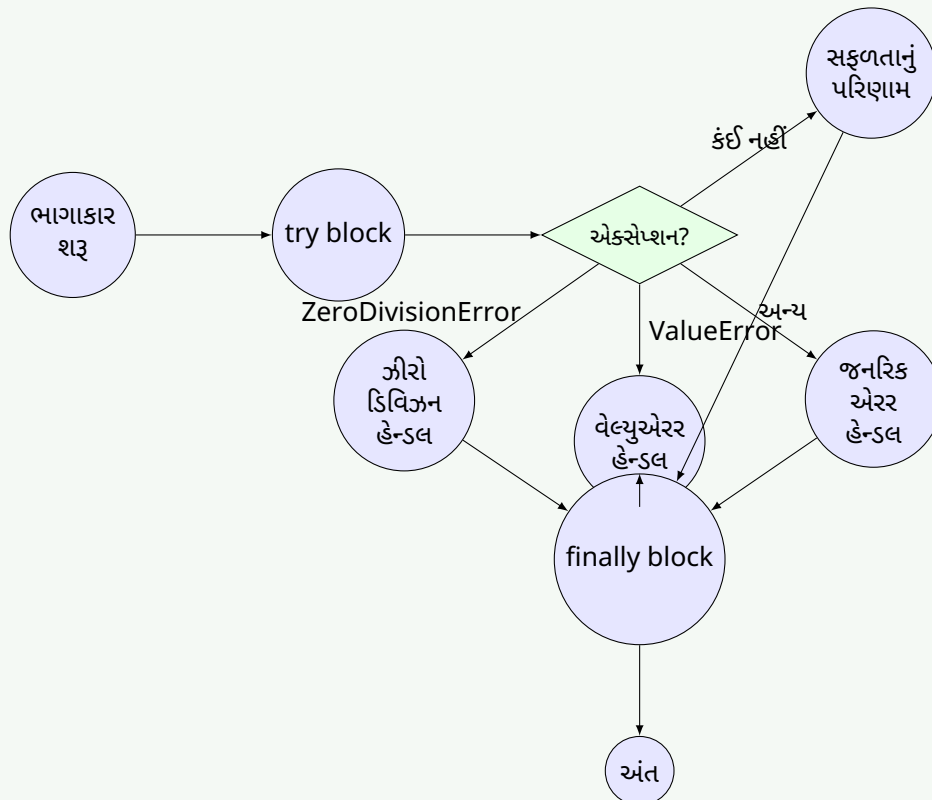 સફળતાનું
પરિણામ
કંઈ નહીં
ભાગાકાર
શરૂ
try block
એક્સેપ્શન?
ZeroDivisionError
અન્ય
ValueError
ઝીરો
ડિવિઝન
હેન્ડલ
વેલ્યુએરર
હેન્ડલ
જનરિક
એરર
હેન્ડલ
finally block
અંત